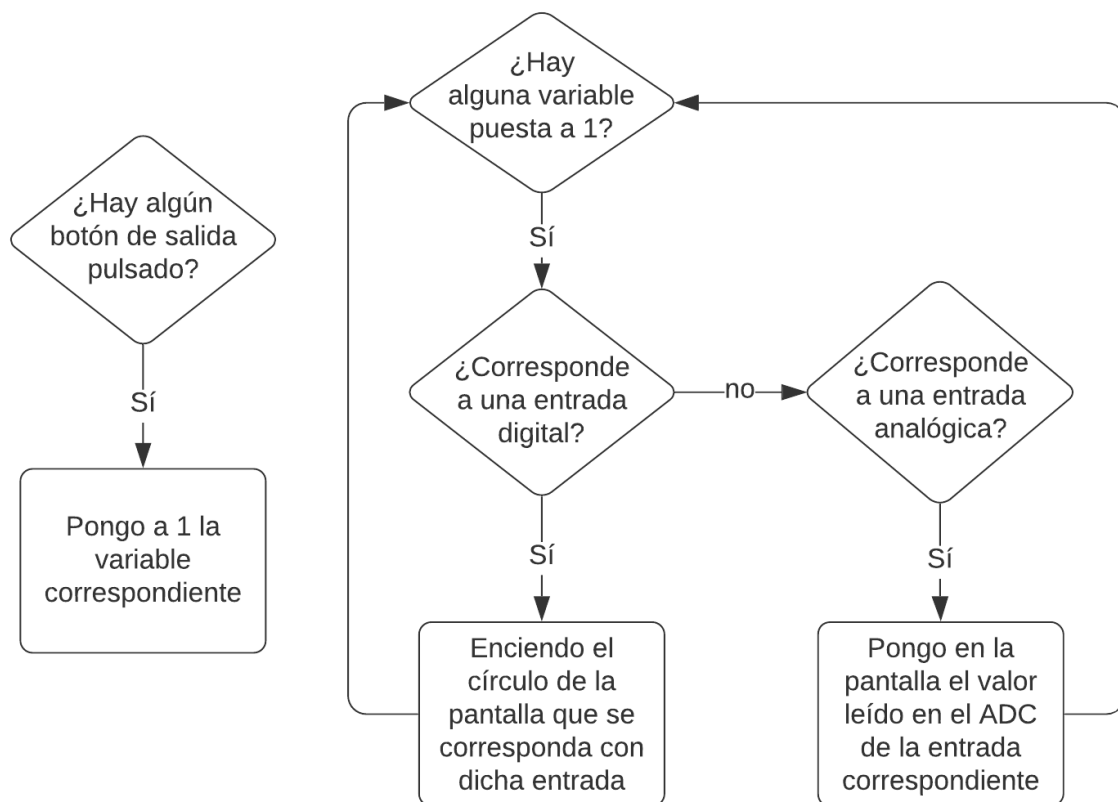 ¿Hay algún
botón de salida
pulsado?
Sí
Pongo a 1 la
variable
correspondiente
¿Hay
alguna variable
puesta a 1?
Sí
¿Corresponde
a una entrada
digital?
no
Sí
Enciendo el
círculo de la
pantalla que se
corresponda con
dicha entrada
¿Corresponde
a una entrada
analógica?
Sí
Pongo en la
pantalla el valor
leído en el ADC
de la entrada
correspondiente